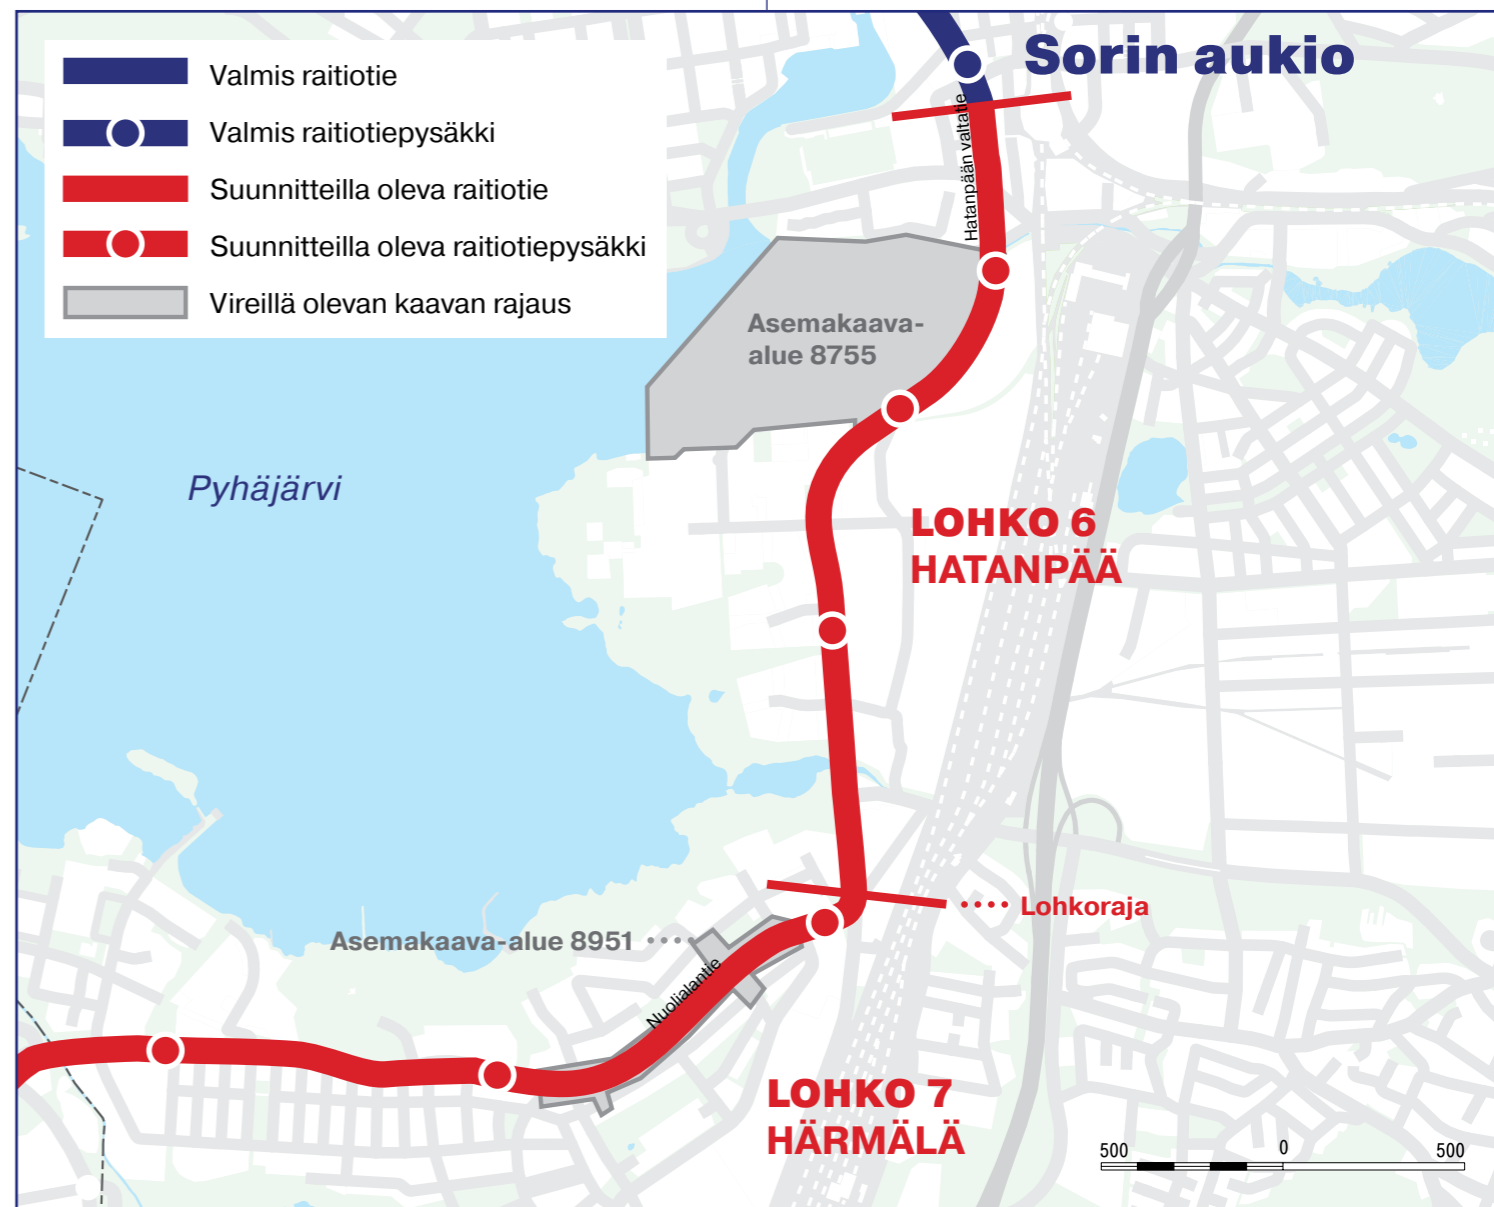 Valmis raitiotie
Valmis raitiotiepysäkki
Suunnitteilla oleva raitiotie
Suunnitteilla oleva raitiotiepysäkki
Vireillä olevan kaavan rajaus
Sorin aukio
Hatanpään valtatie
Asemakaava-
alue 8755
Pyhäjärvi
LOHKO 6
HATANPÄÄ
Lohkoraja
Asemakaava-alue 8951
Nuolialantie
LOHKO 7
HÄRMÄLÄ
500 0 500